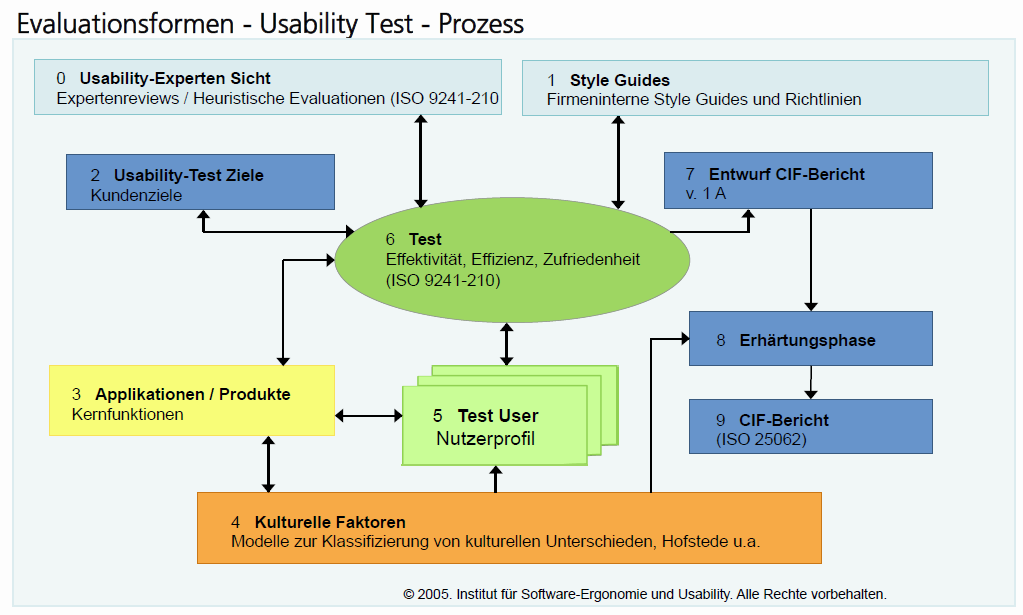 Evaluationsformen - Usability Test - Prozess
0 Usability-Experten Sicht
Expertenreviews / Heuristische Evaluationen (ISO 9241-210
1 Style Guides
Firmeninterne Style Guides und Richtlinien
2 Usability-Test Ziele
Kundenziele
7 Entwurf CIF-Bericht
v. 1 A
6 Test
Effektivität, Effizienz, Zufriedenheit
(ISO 9241-210)
8 Erhärtungsphase
3 Applikationen / Produkte
Kernfunktionen
5 Test User
Nutzerprofil
9 CIF-Bericht
(ISO 25062)
4 Kulturelle Faktoren
Modelle zur Klassifizierung von kulturellen Unterschieden, Hofstede u.a.
© 2005. Institut für Software-Ergonomie und Usability. Alle Rechte vorbehalten.